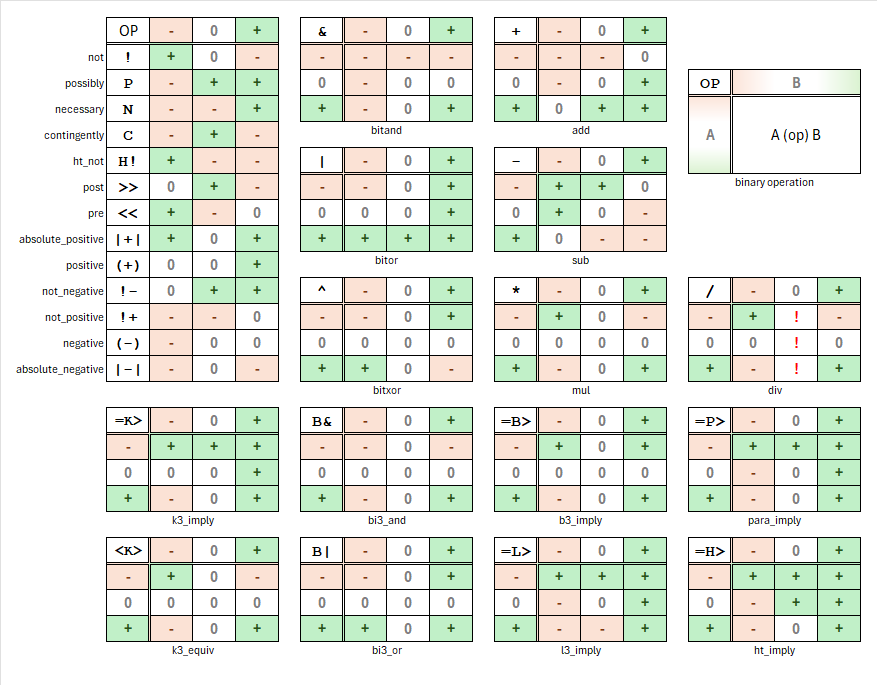 OP - 0 +
not ! + 0 -
possibly P - + +
necessary N - - +
contingently C - + -
ht_not H! + - -
post >> 0 + -
pre << + - 0
absolute_positive |+| + 0 +
positive (+) 0 0 +
not_negative !- 0 + +
not_positive !+ - - 0
negative (-) - 0 0
absolute_negative |-| - 0 -
& - 0 +
- - - -
0 - 0 0
+ - 0 +
bitand
+ - 0 +
- - - 0
0 - 0 +
+ 0 + +
add
OP B
A A (op) B
binary operation
| - 0 +
- - 0 +
0 0 0 +
+ + + +
bitor
- - 0 +
- + + 0
0 + 0 -
+ 0 - -
sub
^ - 0 +
- - 0 +
0 0 0 0
+ + 0 -
bitxor
* - 0 +
- + 0 -
0 0 0 0
+ - 0 +
mul
/ - 0 +
- + ! -
0 0 ! 0
+ - ! +
div
=K> - 0 +
- + + +
0 0 0 +
+ - 0 +
k3_imply
B& - 0 +
- - 0 -
0 0 0 0
+ - 0 +
bi3_and
=B> - 0 +
- + 0 +
0 0 0 0
+ - 0 +
b3_imply
=P> - 0 +
- + + +
0 - 0 +
+ - 0 +
para_imply
<K> - 0 +
- + 0 -
0 0 0 0
+ - 0 +
k3_equiv
B| - 0 +
- - 0 +
0 0 0 0
+ + 0 +
bi3_or
=L> - 0 +
- + + +
0 - 0 +
+ - - +
l3_imply
=H> - 0 +
- + + +
0 - + +
+ - 0 +
ht_imply